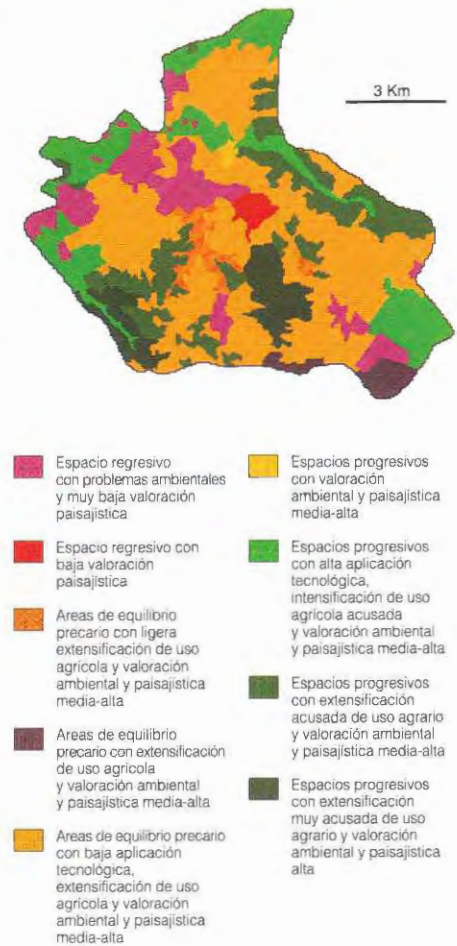 3 Km
Espacio regresivo
con problemas ambientales
y muy baja valoración
paisajística
Espacio regresivo con
baja valoración
paisajística
Areas de equilibrio
precario con ligera
extensificación de uso
agrícola y valoración
ambiental y paisajística
media-alta
Areas de equilibrio
precario con extensificación
de uso agrícola
y valoración ambiental
y paisajística media-alta
Areas de equilibrio precario
con baja aplicación
tecnológica,
extensificación de uso
agrícola y valoración
ambiental y paisajística
media-alta
Espacios progresivos
con valoración
ambiental y paisajística
media-alta
Espacios progresivos
con alta aplicación
tecnológica,
intensificación de uso
agrícola acusada
y valoración ambiental
y paisajística media-alta
Espacios progresivos
con extensificación
acusada de uso agrario
y valoración ambiental
y paisajística media-alta
Espacios progresivos
con extensificación
muy acusada de uso
agrario y valoración
ambiental y paisajística
alta